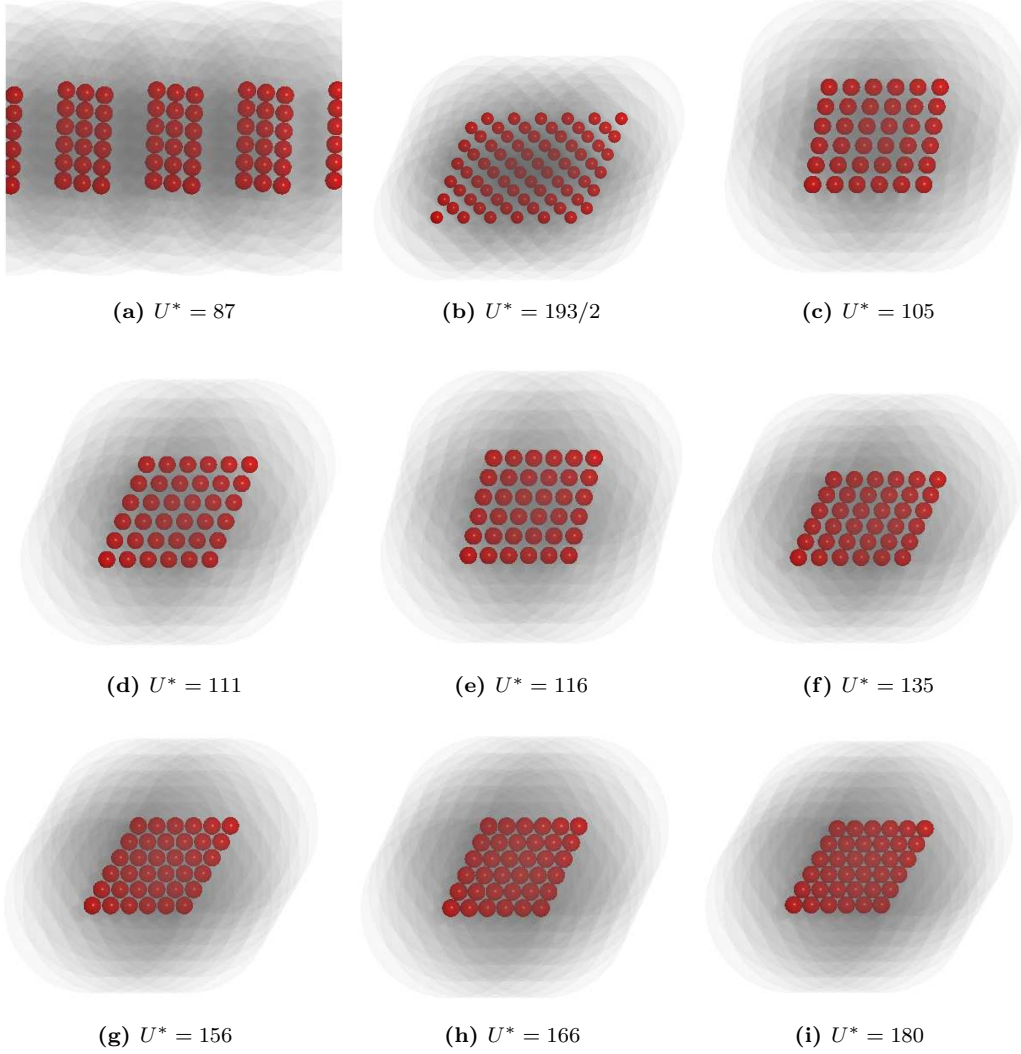 (a) U* = 87
(b) U* = 193/2
(c) U* = 105
(d) U* = 111
(e) U* = 116
(f) U* = 135
(g) U* = 156
(h) U* = 166
(i) U* = 180